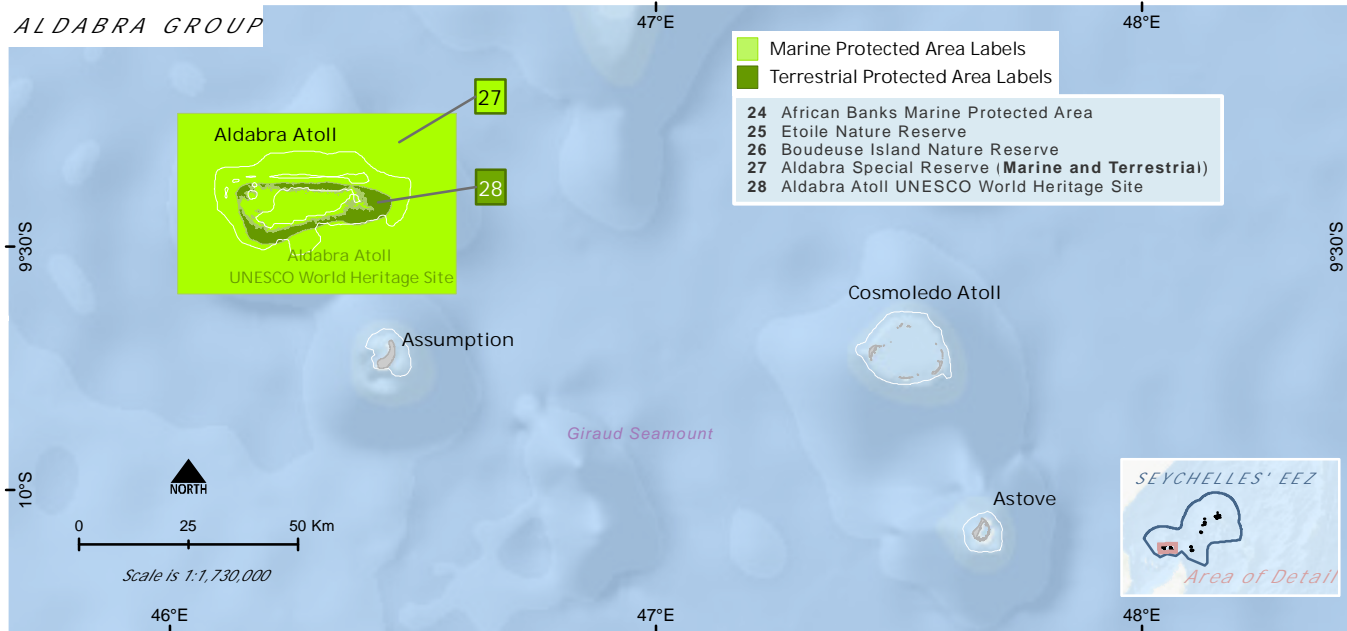 ALDABRA GROUP
47°E
48°E
Marine Protected Area Labels
Terrestrial Protected Area Labels
24 African Banks Marine Protected Area
25 Etoile Nature Reserve
26 Boudeuse Island Nature Reserve
27 Aldabra Special Reserve (Marine and Terrestrial)
28 Aldabra Atoll UNESCO World Heritage Site
27
Aldabra Atoll
28
Aldabra Atoll
UNESCO World Heritage Site
9°30'S
9°30'S
Cosmoledo Atoll
Assumption
Giraud Seamount
10°S
NORTH
Astove
SEYCHELLES' EEZ
Area of Detail
0 25 50 Km
Scale is 1:1,730,000
46°E
47°E
48°E